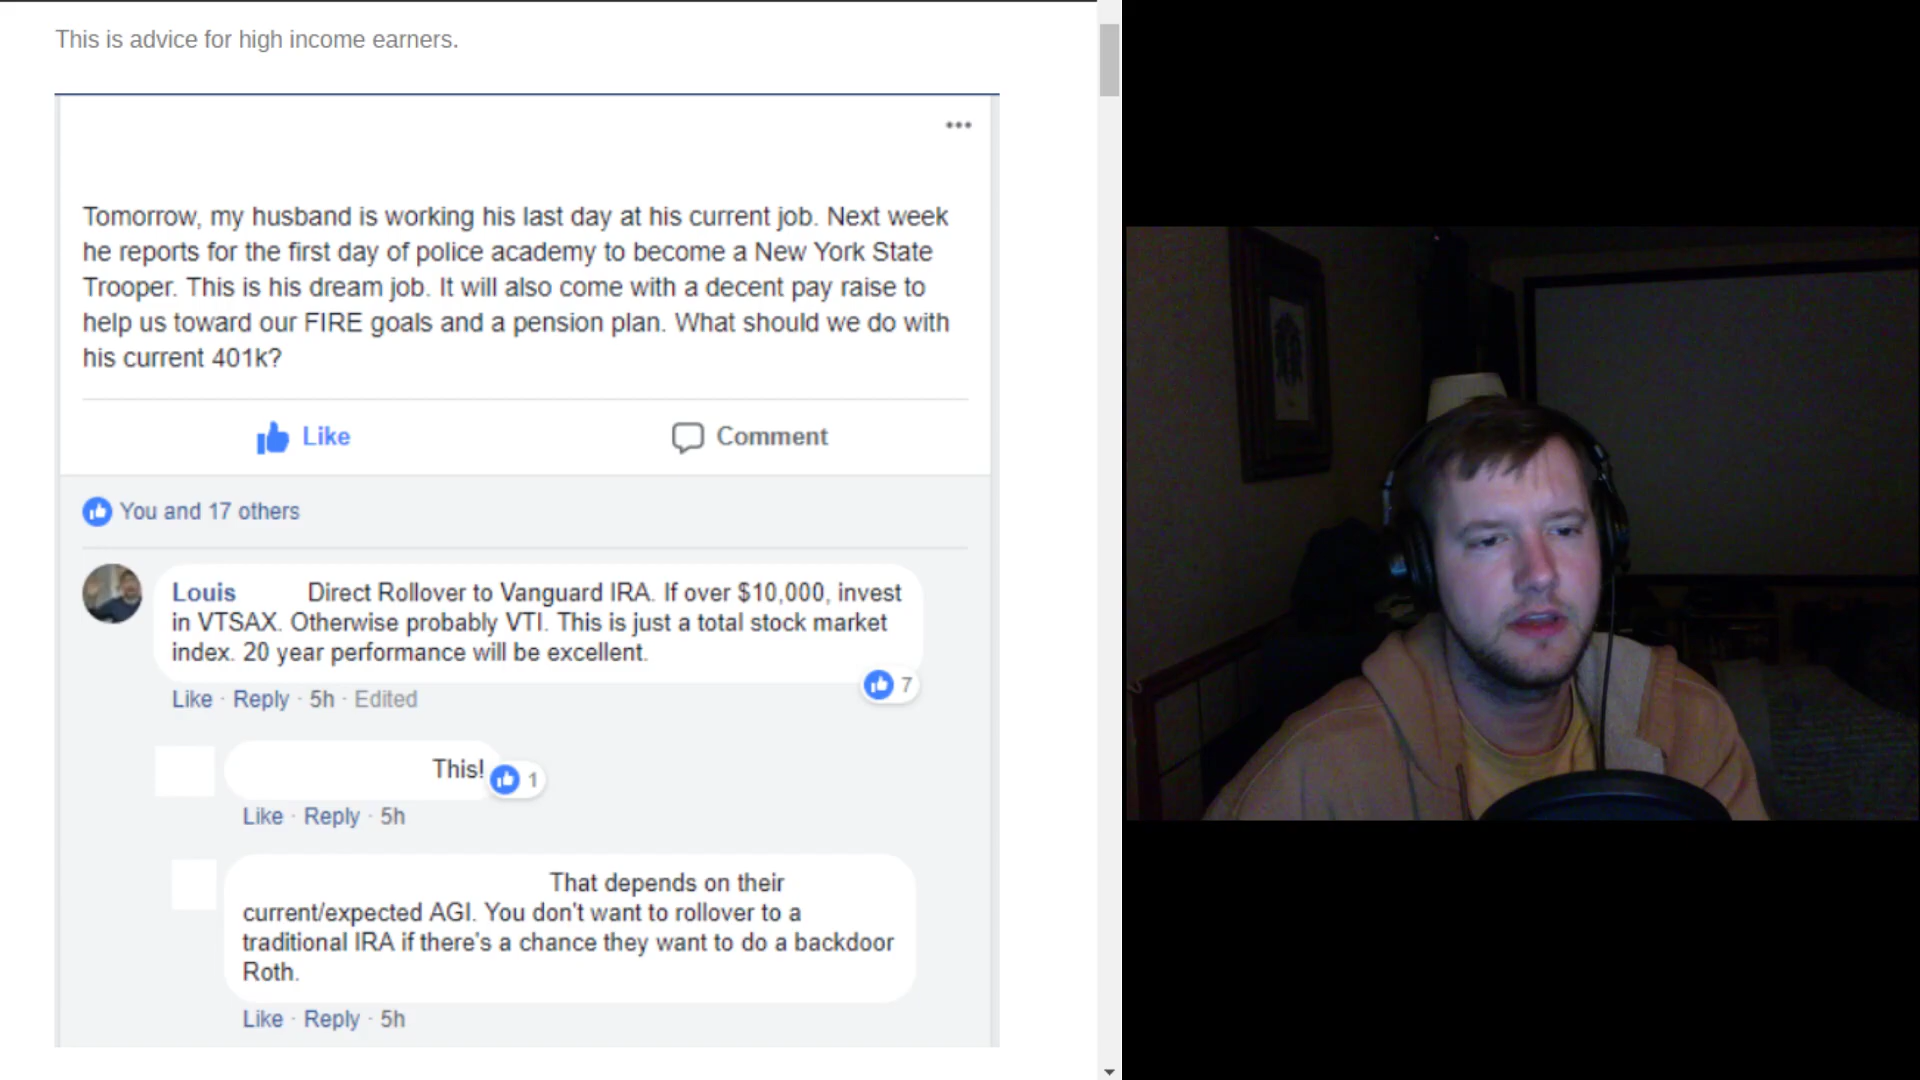 This is advice for high income earners.
Tomorrow, my husband is working his last day at his current job. Next week
he reports for the first day of police academy to become a New York State
Trooper. This is his dream job. It will also come with a decent pay raise to
help us toward our FIRE goals and a pension plan. What should we do with
his current 401k?
Like Comment
You and 17 others
Louis Direct Rollover to Vanguard IRA. If over $10,000, invest
in VTSAX. Otherwise probably VTI. This is just a total stock market
index. 20 year performance will be excellent.
7
Like · Reply · 5h · Edited
This! 1
Like · Reply · 5h
That depends on their
current/expected AGI. You don't want to rollover to a
traditional IRA if there's a chance they want to do a backdoor
Roth.
Like · Reply · 5h